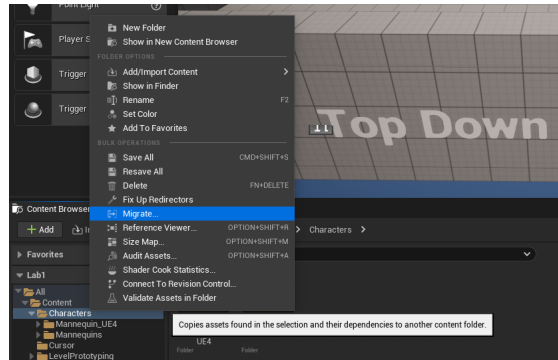 Point Light
New Folder
Show in New Content Browser
Player S
FOLDER OPTIONS
Add/Import Content
Show in Finder
Trigger
Rename F2
Set Color
Trigger
Add To Favorites
Top Down
BULK OPERATIONS
Save All CMD+SHIFT+S
Resave All
Delete FN+DELETE
Fix Up Redirectors
Content Browser
Migrate...
+ Add
Reference Viewer... OPTION+SHIFT+R
Characters
Size Map... OPTION+SHIFT+M
Favorites
Audit Assets... OPTION+SHIFT+A
Shader Cook Statistics...
Lab1
Connect To Revision Control...
All
Validate Assets in Folder
Content
Characters
Mannequin_UE4
Copies assets found in the selection and their dependencies to another content folder.
Mannequins
UE4
Cursor
Folder Folder
LevelPrototyping